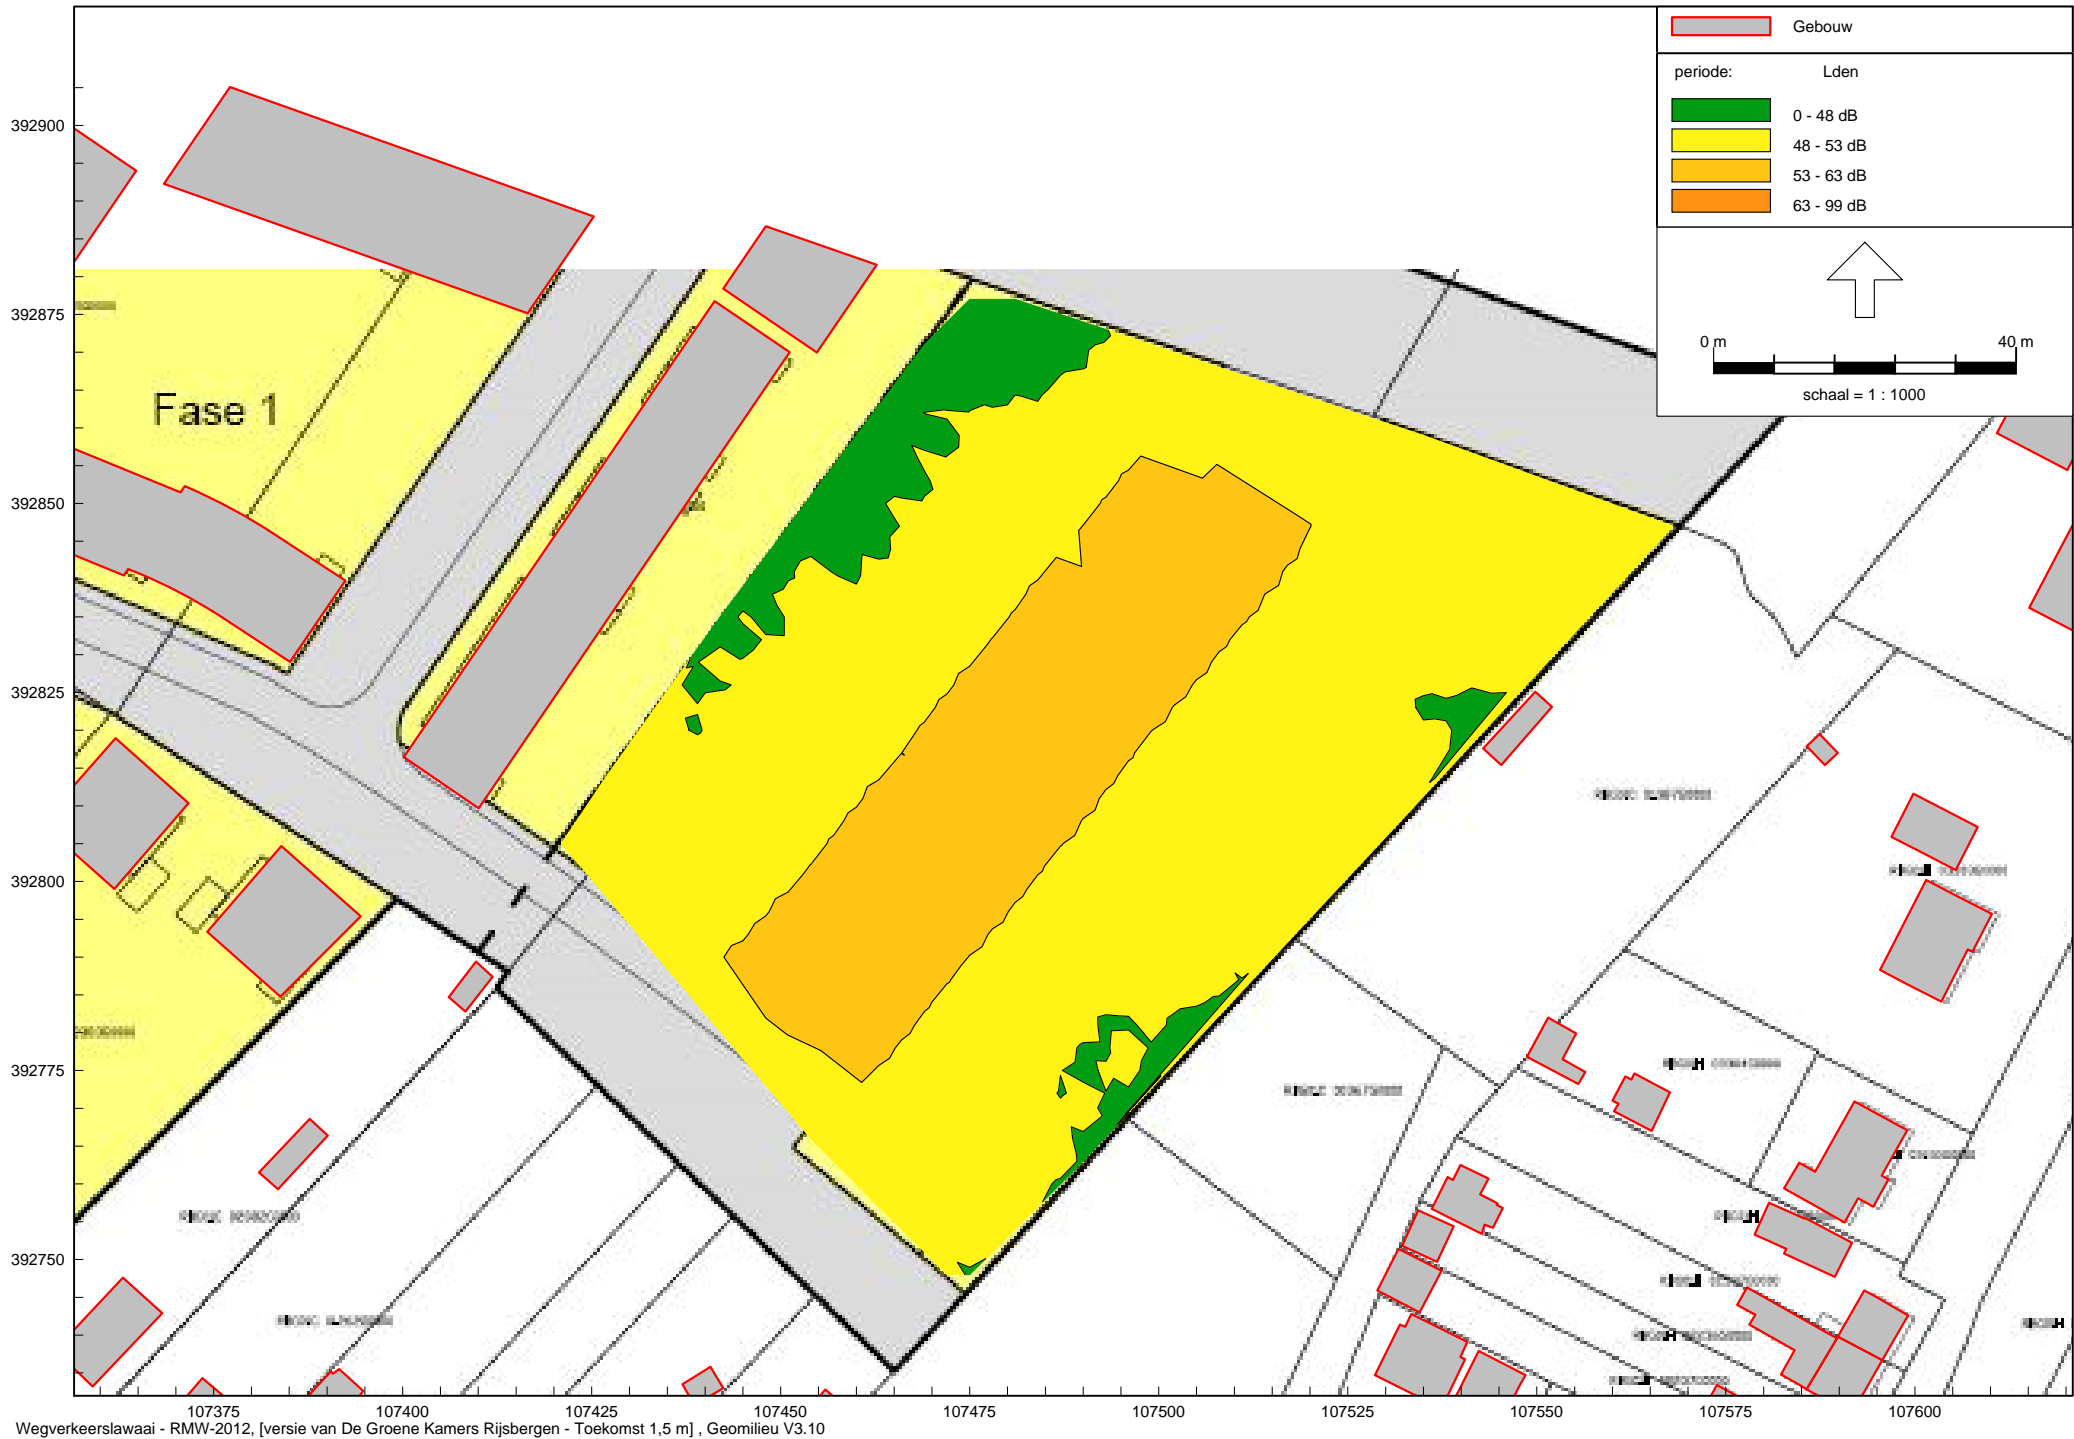 Gebouw
periode: Lden
0 - 48 dB
48 - 53 dB
53 - 63 dB
63 - 99 dB
0 m 40 m
schaal = 1 : 1000
392900
392875
392850
392825
392800
392775
392750
Fase 1
107375 107400 107425 107450 107475 107500 107525 107550 107575 107600
Wegverkeerslawaai - RMW-2012, [versie van De Groene Kamers Rijsbergen - Toekomst 1,5 m] , Geomilieu V3.10